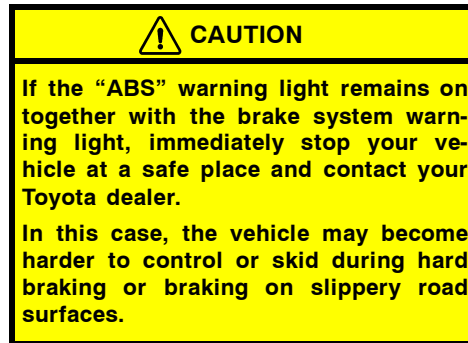 CAUTION
If the “ABS” warning light remains on
together with the brake system warn-
ing light, immediately stop your ve-
hicle at a safe place and contact your
Toyota dealer.
In this case, the vehicle may become
harder to control or skid during hard
braking or braking on slippery road
surfaces.